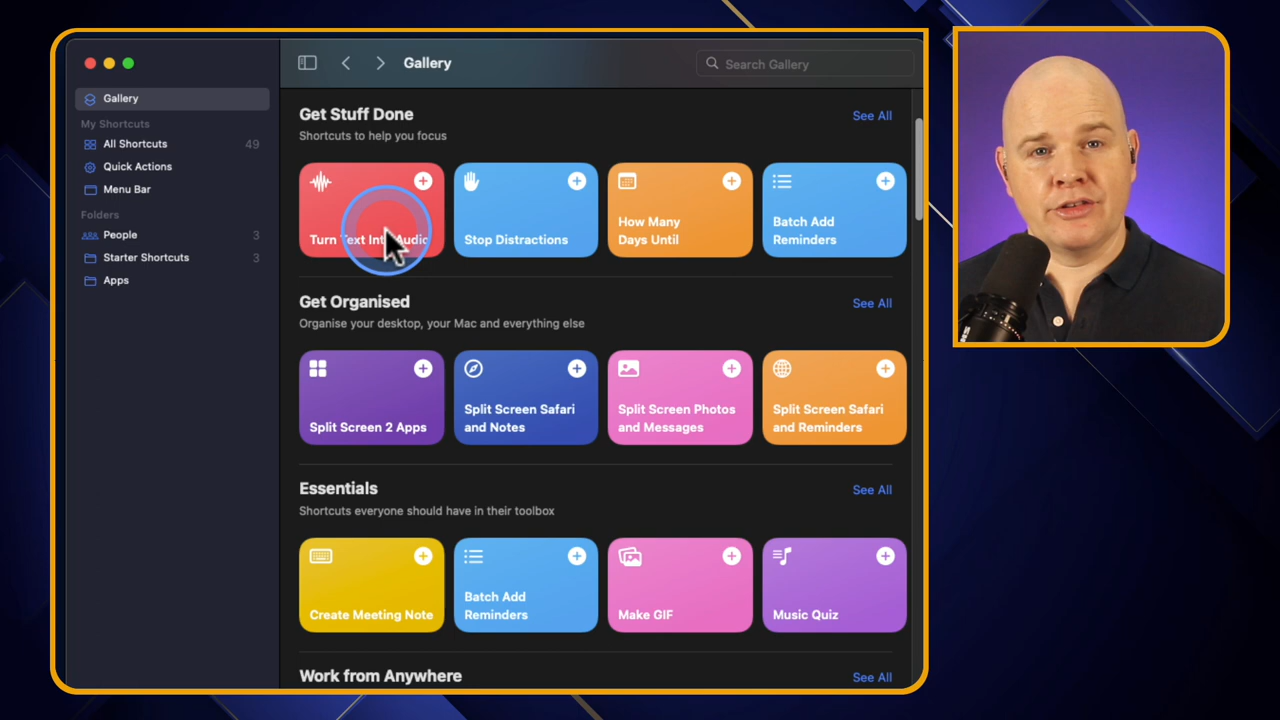 Gallery
Search Gallery
Gallery
My Shortcuts
All Shortcuts 49
Quick Actions
Menu Bar
Folders
People 3
Starter Shortcuts 3
Apps
Get Stuff Done
See All
Shortcuts to help you focus
Turn Text Into Audio
Stop Distractions
How Many
Days Until
Batch Add
Reminders
Get Organised
See All
Organise your desktop, your Mac and everything else
Split Screen 2 Apps
Split Screen Safari
and Notes
Split Screen Photos
and Messages
Split Screen Safari
and Reminders
Essentials
See All
Shortcuts everyone should have in their toolbox
Create Meeting Note
Batch Add
Reminders
Make GIF
Music Quiz
Work from Anywhere
See All